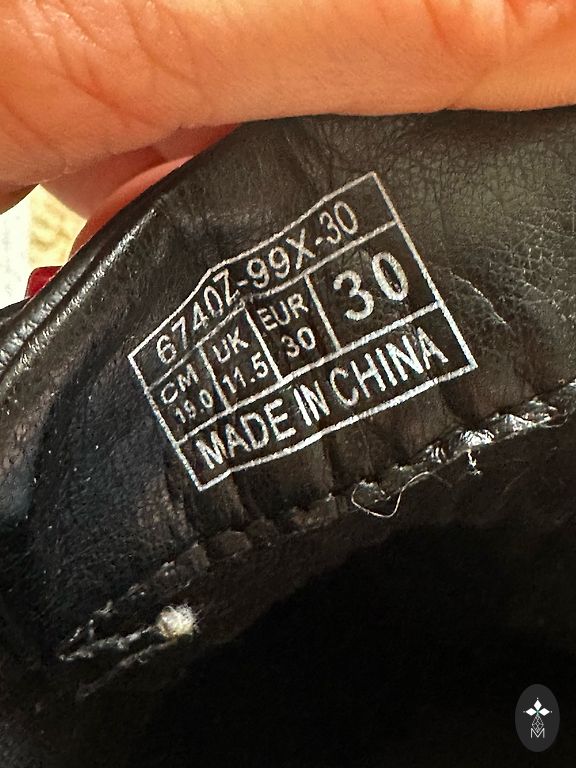 6740Z-99X-30
CM 19.0 UK 11.5 EUR 30 30
MADE IN CHINA
M